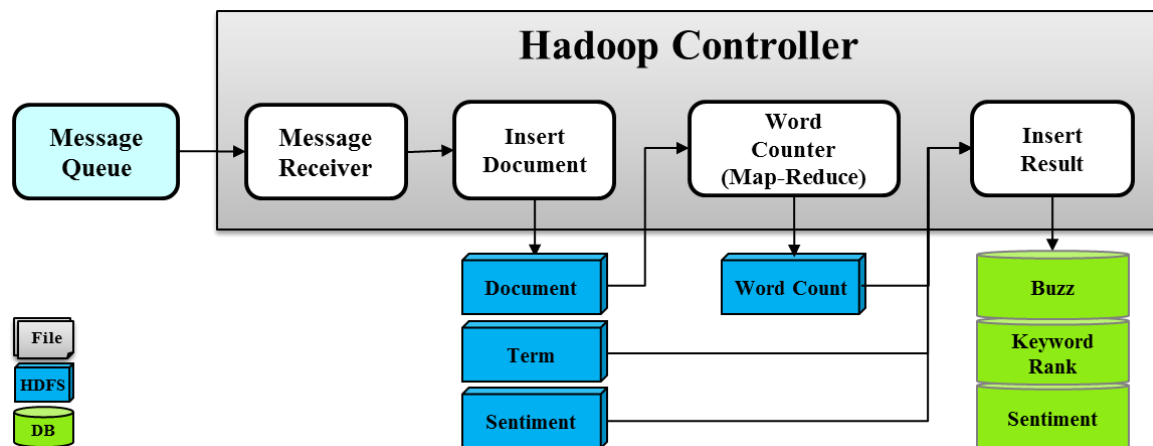 Hadoop Controller
Message
Queue
Message
Receiver
Insert
Document
Word
Counter
(Map-Reduce)
Insert
Result
Document
Word Count
Buzz
Term
Keyword
Rank
Sentiment
Sentiment
File
HDFS
DB